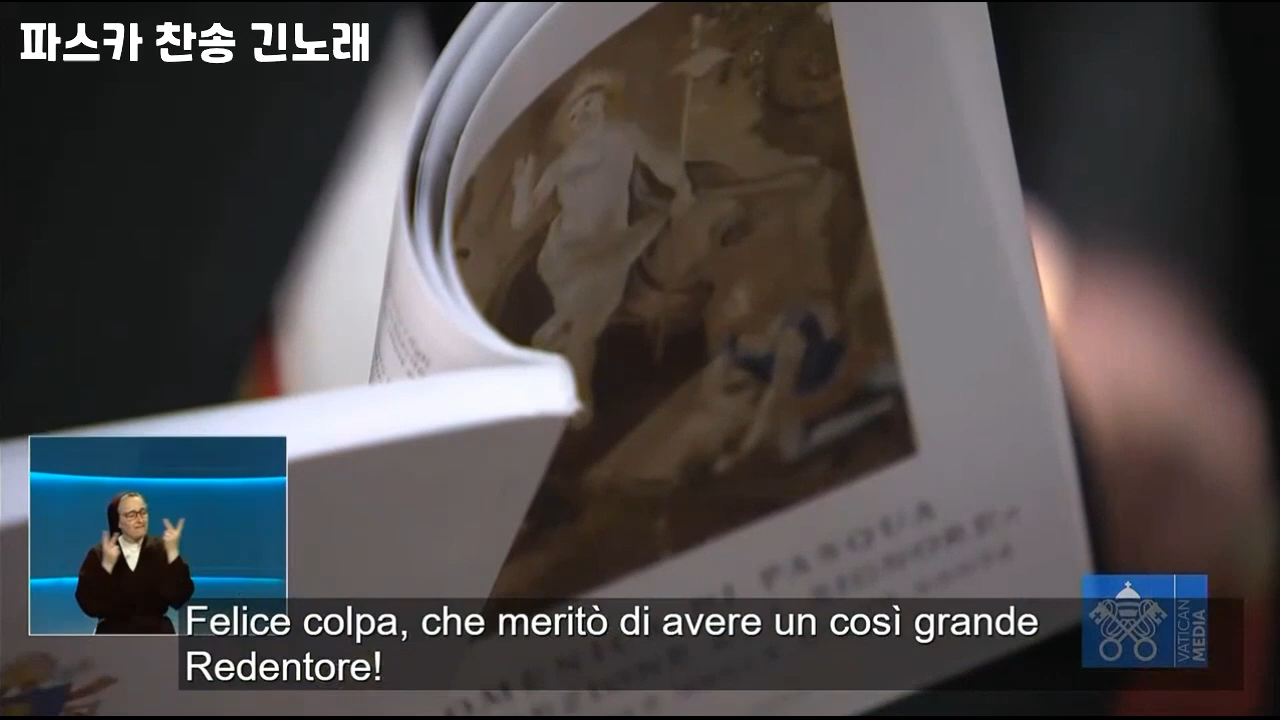 파스카 찬송 긴노래
PASQUA
Felice colpa, che meritò di avere un così grande
Redentore!
VATICAN
MEDIA